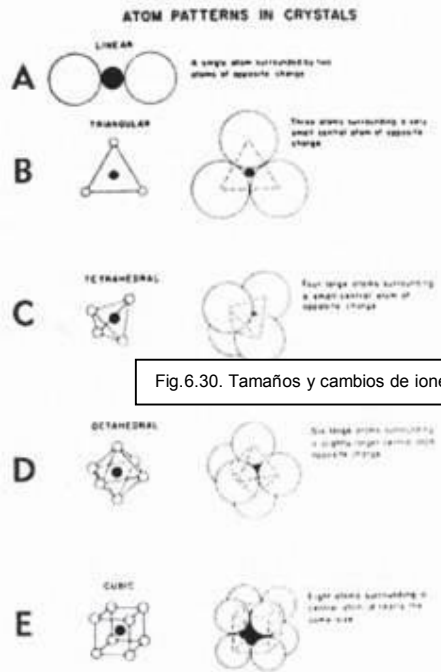 ATOM PATTERNS IN CRYSTALS
LINEAR
A
A single atom surrounded by two
atoms of opposite charge
TRIANGULAR
B
Three atoms surrounding a very
small central atom of opposite
charge
TETRAHEDRAL
C
Four large atoms surrounding
a small central atom of
opposite charge
Fig.6.30. Tamaños y cambios de ione
OCTAHEDRAL
D
Six large atoms surrounding
a slightly larger central atom
opposite charge
CUBIC
E
Eight atoms surrounding a
central atom of nearly the
same size